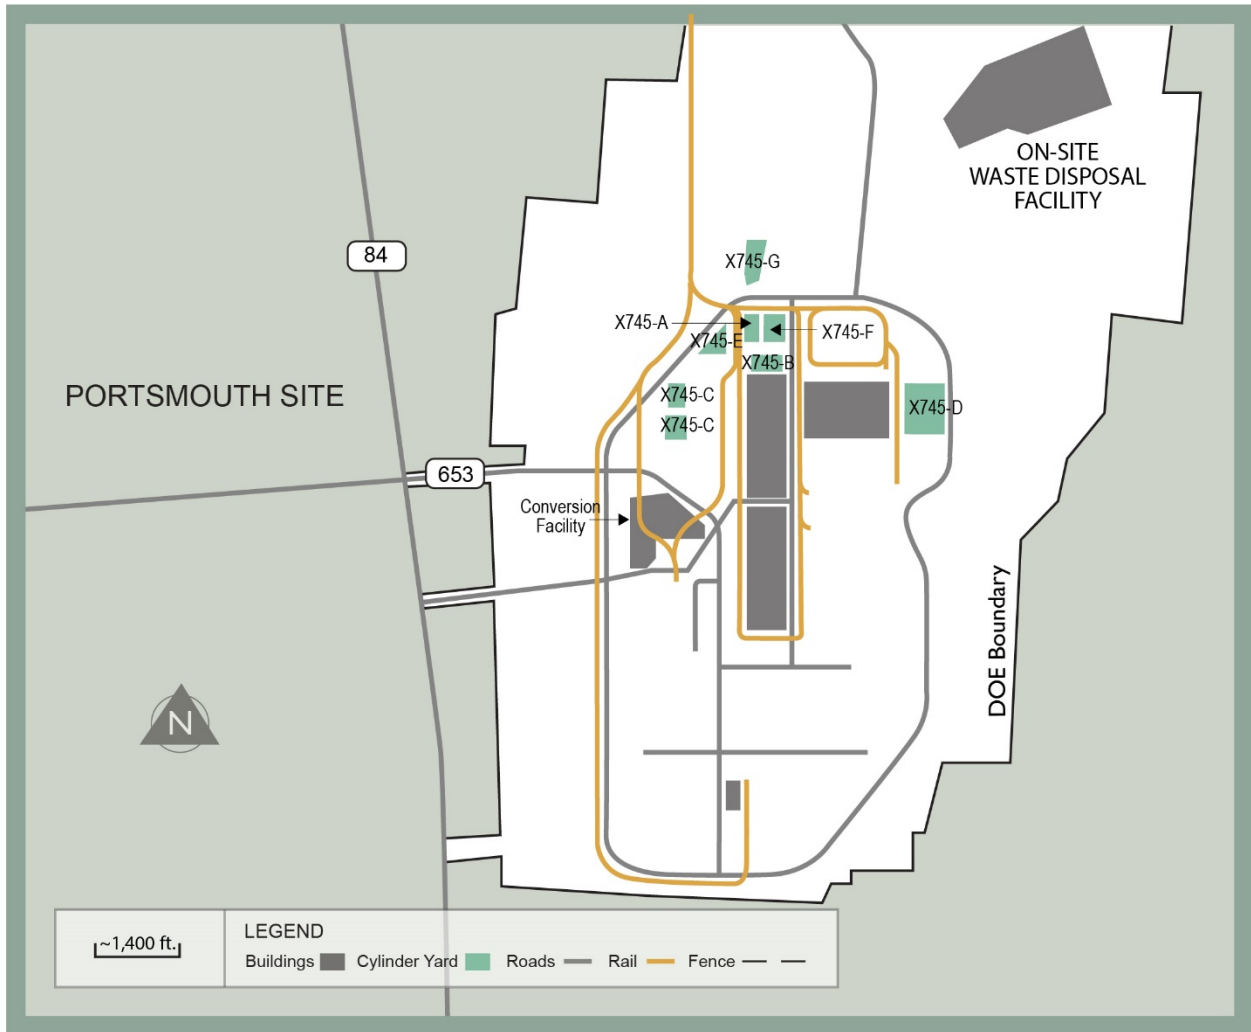 ON-SITE
WASTE DISPOSAL
FACILITY
84
X745-G
X745-A
X745-F
X745-E
X745-B
PORTSMOUTH SITE
X745-C
X745-D
X745-C
653
Conversion
Facility
DOE Boundary
N
~1,400 ft.
LEGEND
Buildings
Cylinder Yard
Roads
Rail
Fence